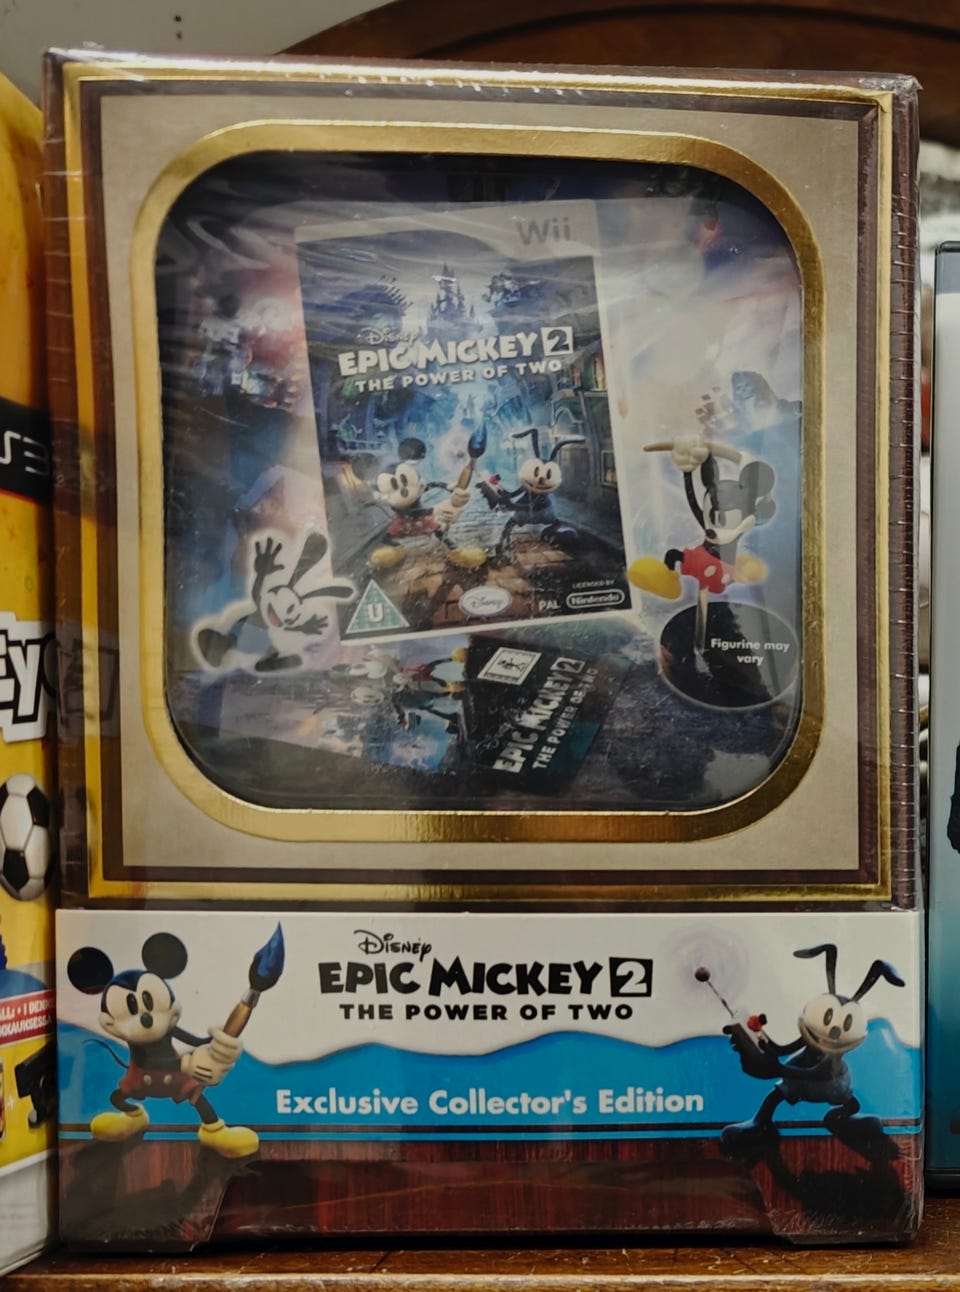 Wii
Disney
EPIC MICKEY 2
THE POWER OF TWO
U
Disney
PAL
LICENSED BY
Nintendo
Figurine may
vary
EPIC MICKEY 2
THE POWER OF TWO
Disney
EPIC MICKEY 2
THE POWER OF TWO
Exclusive Collector's Edition